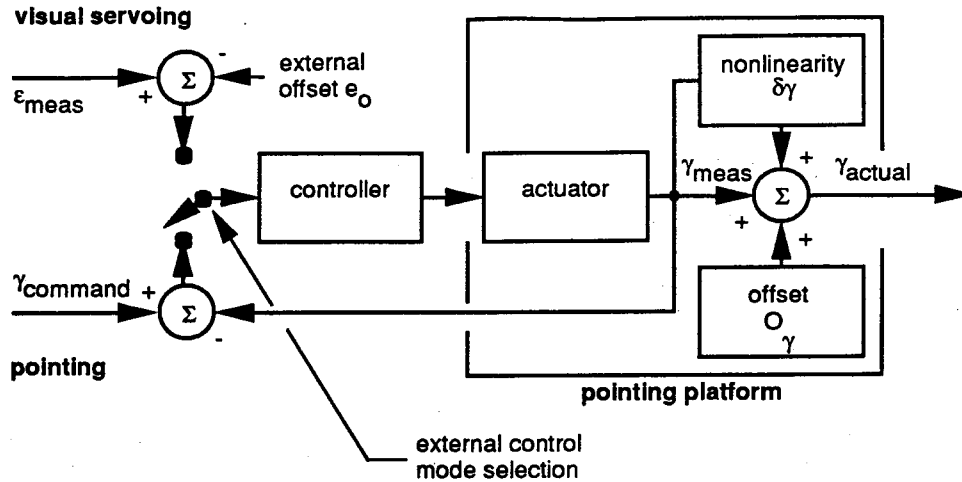 visual servoing
-
Σ
external
offset e₀
ε_meas
+
nonlinearity
δγ
controller
actuator
γ_meas
+
γ_actual
Σ
+
+
γ_command
+
Σ
-
offset
O_γ
pointing
pointing platform
external control
mode selection